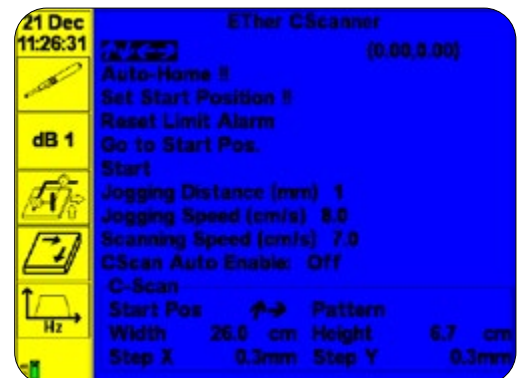 21 Dec
11:26:31
dB 1
Hz
ETher CScanner
(0.00,0.00)
Auto-Home !!
Set Start Position !!
Reset Limit Alarm
Go to Start Pos.
Start
Jogging Distance (mm) 1
Jogging Speed (cm/s) 8.0
Scanning Speed (cm/s) 7.0
CScan Auto Enable: Off
C-Scan
Start Pos Pattern
Width 26.0 cm Height 6.7 cm
Step X 0.3mm Step Y 0.3mm